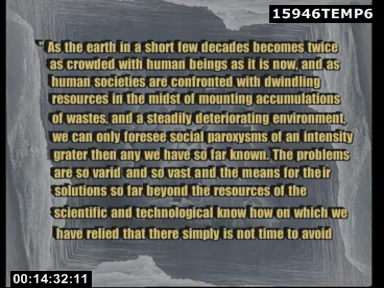 15946TEMP6
" As the earth in a short few decades becomes twice
as crowded with human beings as it is now, and as
human societies are confronted with dwindling
resources in the midst of mounting accumulations
of wastes, and a steadily deteriorating environment,
we can only foresee social paroxysms of an intensity
grater then any we have so far known. The problems
are so varid and so vast and the means for their
solutions so far beyond the resources of the
scientific and technological know how on which we
have relied that there simply is not time to avoid
00:14:32:11